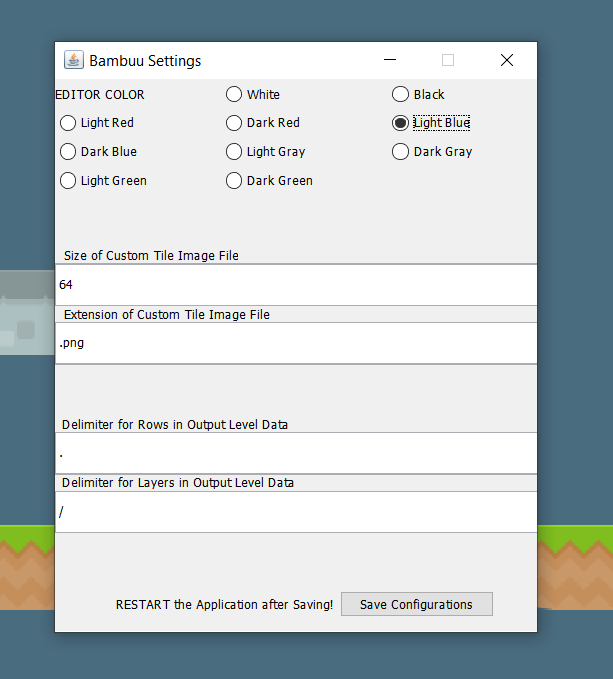 Bambuu Settings
EDITOR COLOR White Black
Light Red Dark Red Light Blue
Dark Blue Light Gray Dark Gray
Light Green Dark Green
Size of Custom Tile Image File
64
Extension of Custom Tile Image File
.png
Delimiter for Rows in Output Level Data
.
Delimiter for Layers in Output Level Data
/
RESTART the Application after Saving! Save Configurations